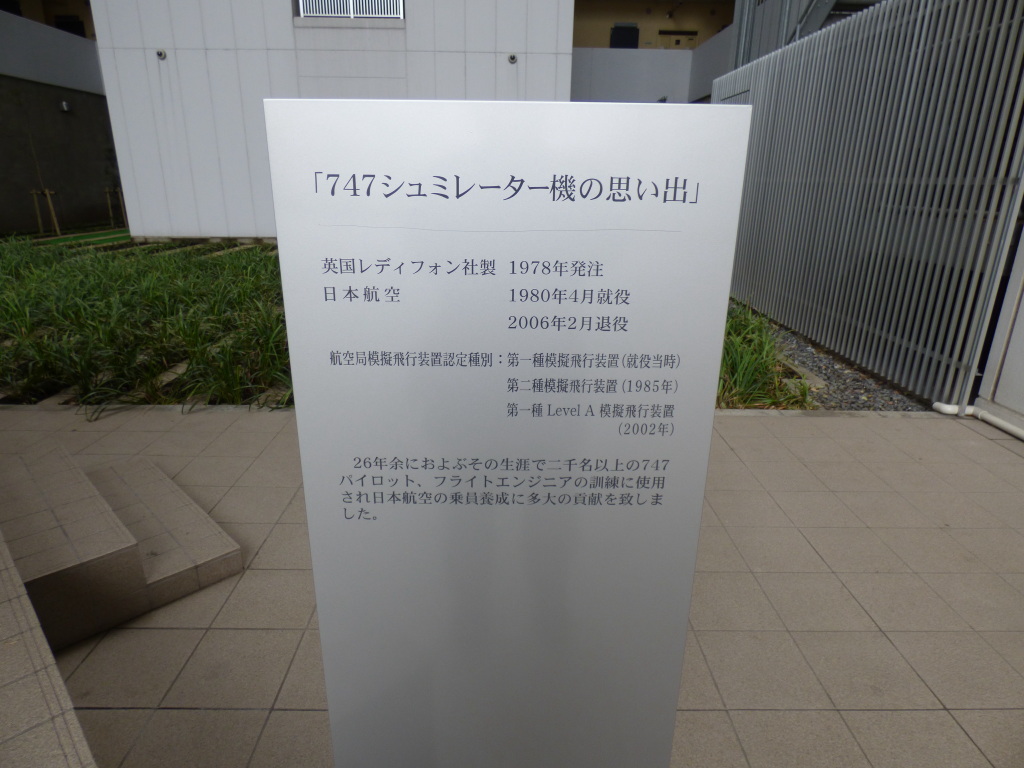 「747シュミレーター機の思い出」
英国レディフォン社製 1978年発注
日本航空 1980年4月就役
2006年2月退役
航空局模擬飛行装置認定種別：第一種模擬飛行装置（就役当時）
第二種模擬飛行装置（1985年）
第一種 Level A 模擬飛行装置
（2002年）
26年余におよぶその生涯で二千名以上の747
パイロット、フライトエンジニアの訓練に使用
され日本航空の乗員養成に多大の貢献を致しま
した。